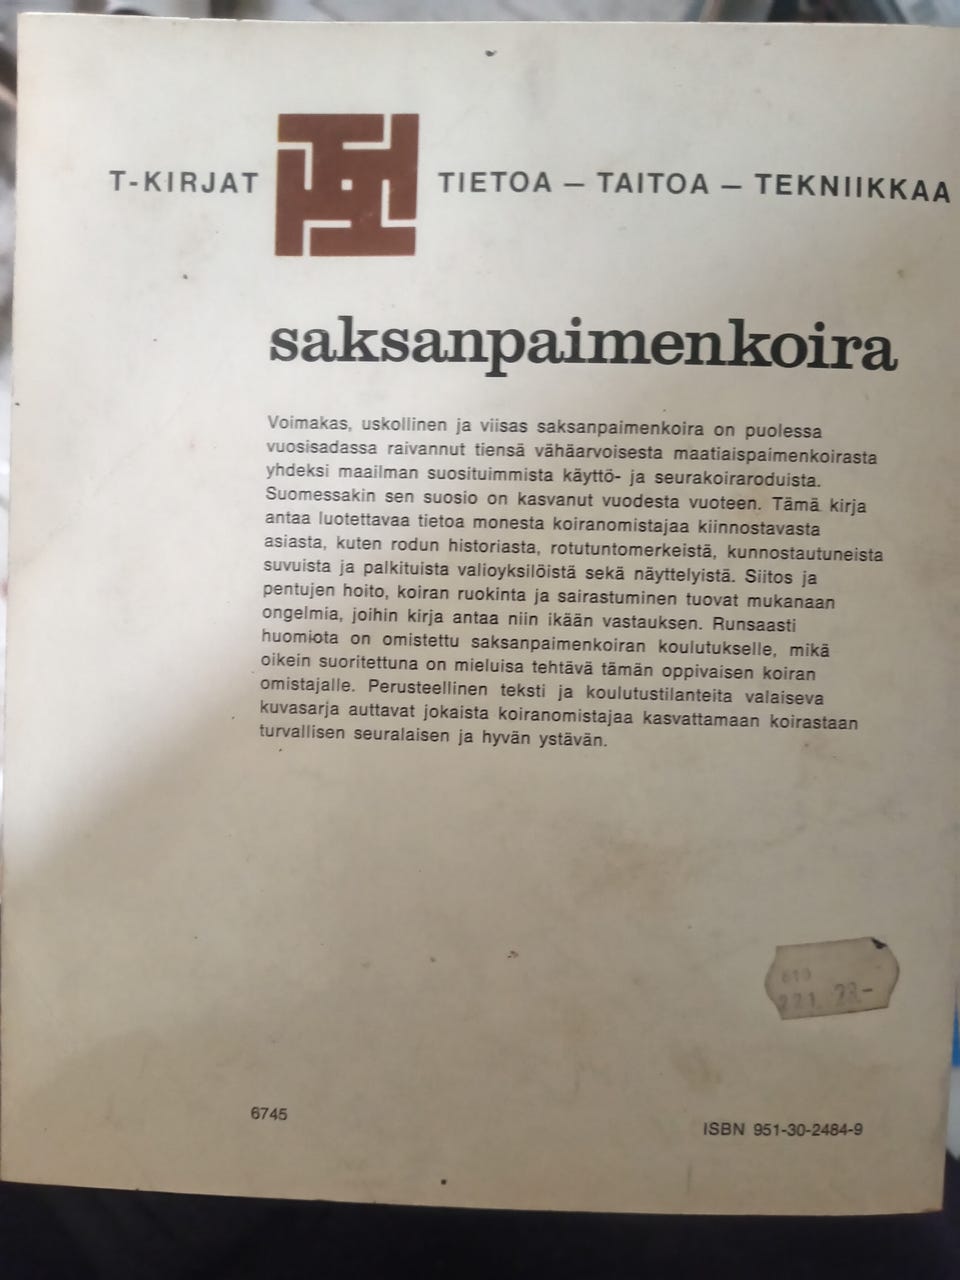 T-KIRJAT TIETOA — TAITOA — TEKNIIKKAA
saksanpaimenkoira
Voimakas, uskollinen ja viisas saksanpaimenkoira on puolessa
vuosisadassa raivannut tiensä vähäarvoisesta maatiaispaimenkoirasta
yhdeksi maailman suosituimmista käyttö- ja seurakoiraroduista.
Suomessakin sen suosio on kasvanut vuodesta vuoteen. Tämä kirja
antaa luotettavaa tietoa monesta koiranomistajaa kiinnostavasta
asiasta, kuten rodun historiasta, rotutuntomerkeistä, kunnostautuneista
suvuista ja palkituista valioyksilöistä sekä näyttelyistä. Siitos ja
pentujen hoito, koiran ruokinta ja sairastuminen tuovat mukanaan
ongelmia, joihin kirja antaa niin ikään vastauksen. Runsaasti
huomiota on omistettu saksanpaimenkoiran koulutukselle, mikä
oikein suoritettuna on mieluisa tehtävä tämän oppivaisen koiran
omistajalle. Perusteellinen teksti ja koulutustilanteita valaiseva
kuvasarja auttavat jokaista koiranomistajaa kasvattamaan koirastaan
turvallisen seuralaisen ja hyvän ystävän.
6745
ISBN 951-30-2484-9